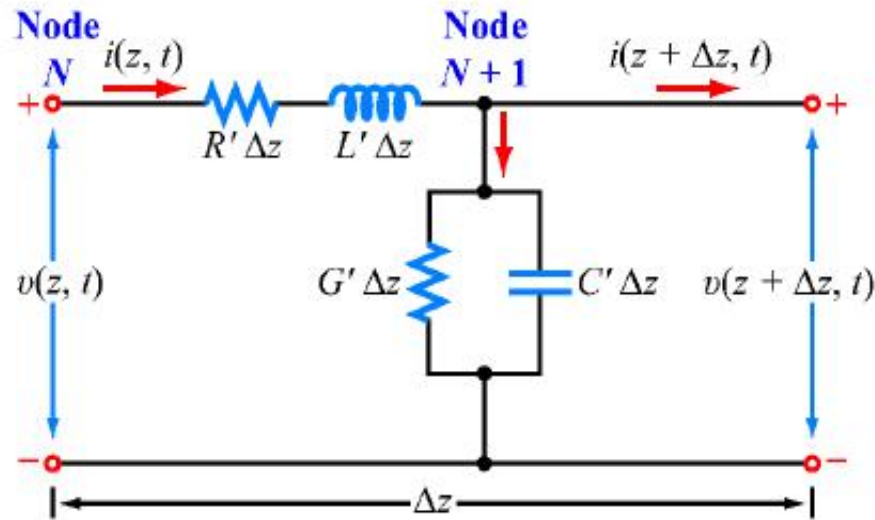 Node
N
i(z, t)
Node
N + 1
i(z + Δz, t)
+
+
R′ Δz
L′ Δz
υ(z, t)
G′ Δz
C′ Δz
υ(z + Δz, t)
−
−
Δz